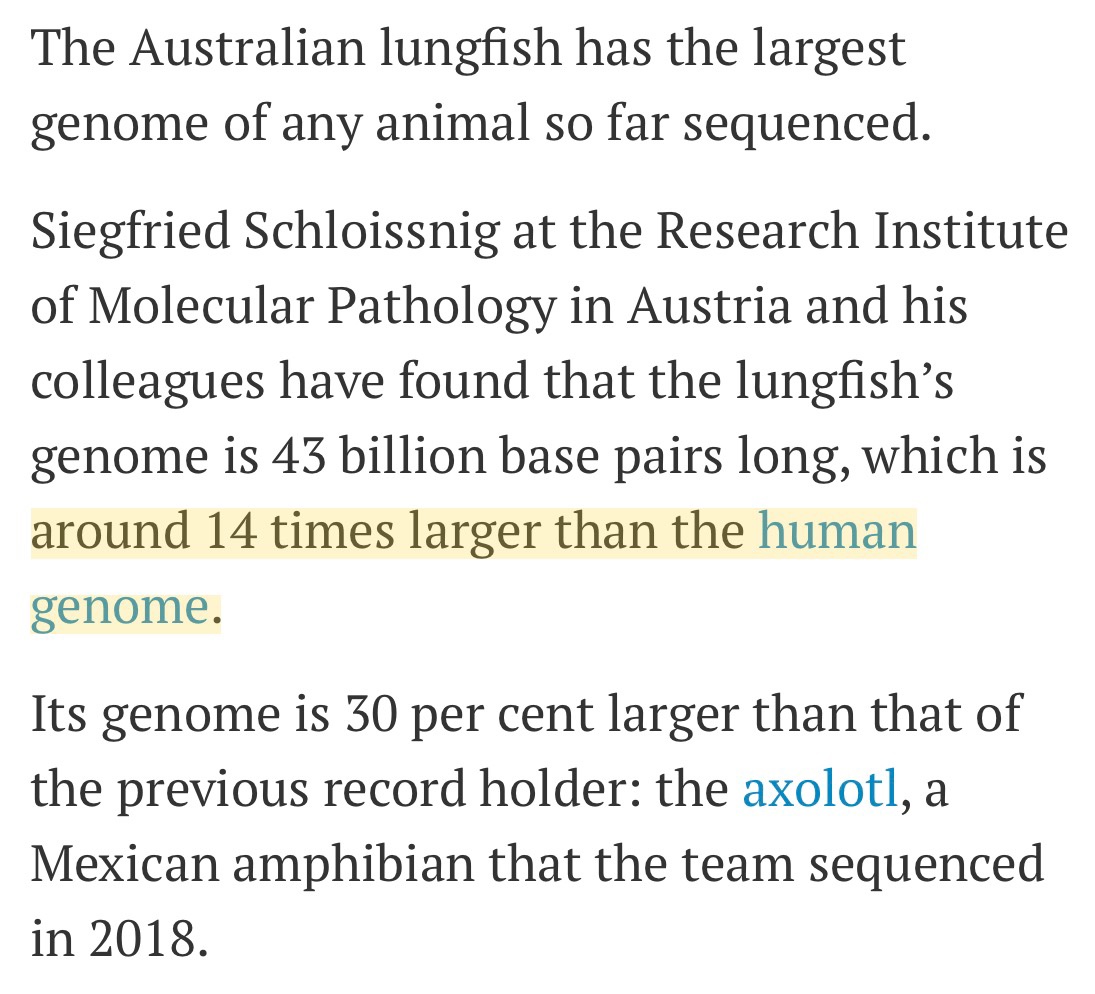 The Australian lungfish has the largest
genome of any animal so far sequenced.
Siegfried Schloissnig at the Research Institute
of Molecular Pathology in Austria and his
colleagues have found that the lungfish’s
genome is 43 billion base pairs long, which is
around 14 times larger than the human
genome.
Its genome is 30 per cent larger than that of
the previous record holder: the axolotl, a
Mexican amphibian that the team sequenced
in 2018.